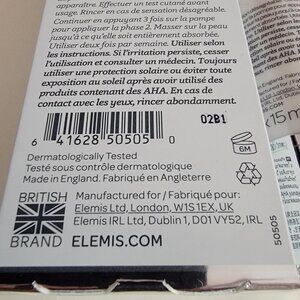 apparaître. Effectuer un test cutané avant
usage. Rincer en cas de sensation désagréable.
Continuer en appuyant 3 fois sur la pompe
pour appliquer la phase 2. Masser sur la peau
jusqu'à ce qu'elle soit entièrement absorbée.
Utiliser deux fois par semaine. Utiliser selon
les instructions. Si l'irritation persiste, cesser
l'utilisation et consulter un médecin. Toujours
utiliser une protection solaire ou éviter toute
exposition au soleil après avoir utilisé des
produits contenant des AHA. En cas de
contact avec les yeux, rincer abondamment.
02B1
6 41628 50505 0
6M
Dermatologically Tested
Testé sous contrôle dermatologique
Made in England. Fabriqué en Angleterre
BRITISH
BRAND
Manufactured for / Fabriqué pour:
Elemis Ltd, London, W1S 1EX, UK
Elemis IRL Ltd, Dublin 1, D01 VY52, IRL
ELEMIS.COM
50505
x 15m